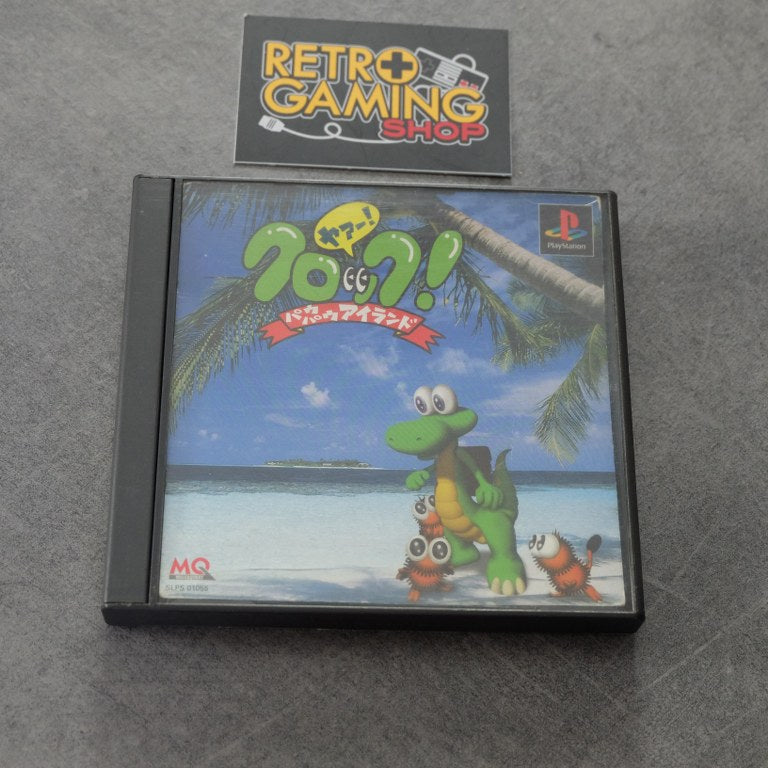 RETRO
GAMING
SHOP
PlayStation
ヤァー!
クロック!
パウパウアイランド
MQ
SLPS 01055